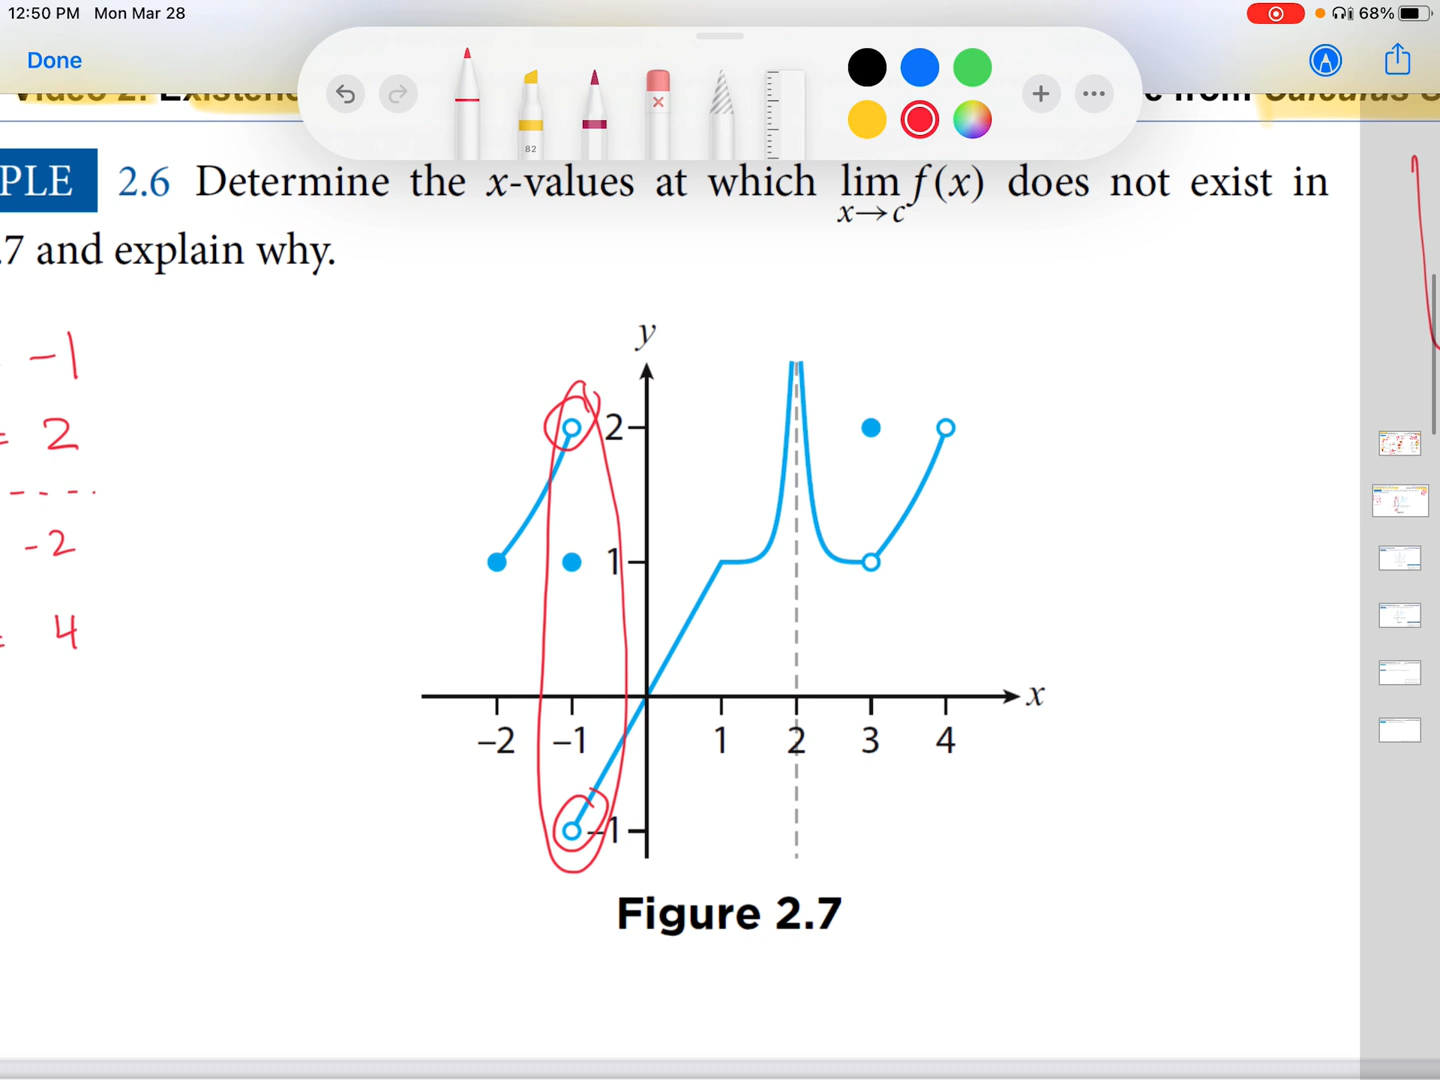 12:50 PM Mon Mar 28
68%
Done
82
PLE 2.6 Determine the x-values at which lim f(x) does not exist in
x→c
.7 and explain why.
-1
= 2
- - - - .
-2
= 4
y
2
1
-2 -1 1 2 3 4 x
-1
Figure 2.7